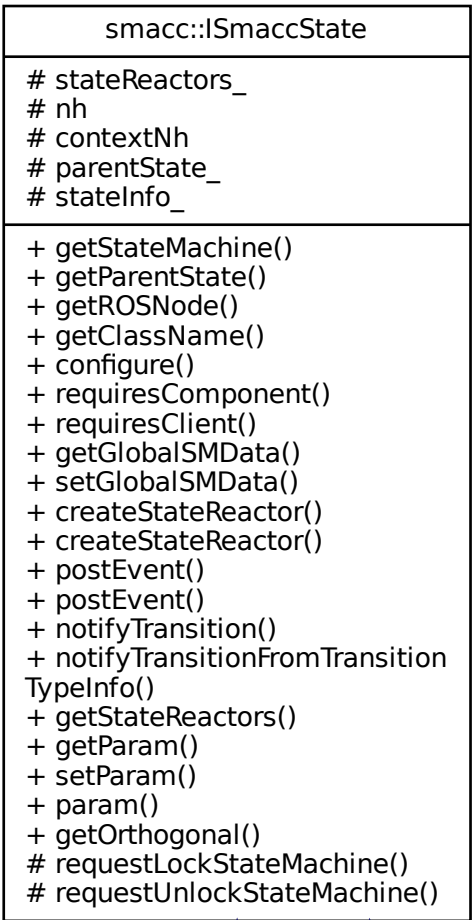 smacc::ISmaccState
# stateReactors_
# nh
# contextNh
# parentState_
# stateInfo_
+ getStateMachine()
+ getParentState()
+ getROSNode()
+ getClassName()
+ configure()
+ requiresComponent()
+ requiresClient()
+ getGlobalSMData()
+ setGlobalSMData()
+ createStateReactor()
+ createStateReactor()
+ postEvent()
+ postEvent()
+ notifyTransition()
+ notifyTransitionFromTransition
TypeInfo()
+ getStateReactors()
+ getParam()
+ setParam()
+ param()
+ getOrthogonal()
# requestLockStateMachine()
# requestUnlockStateMachine()